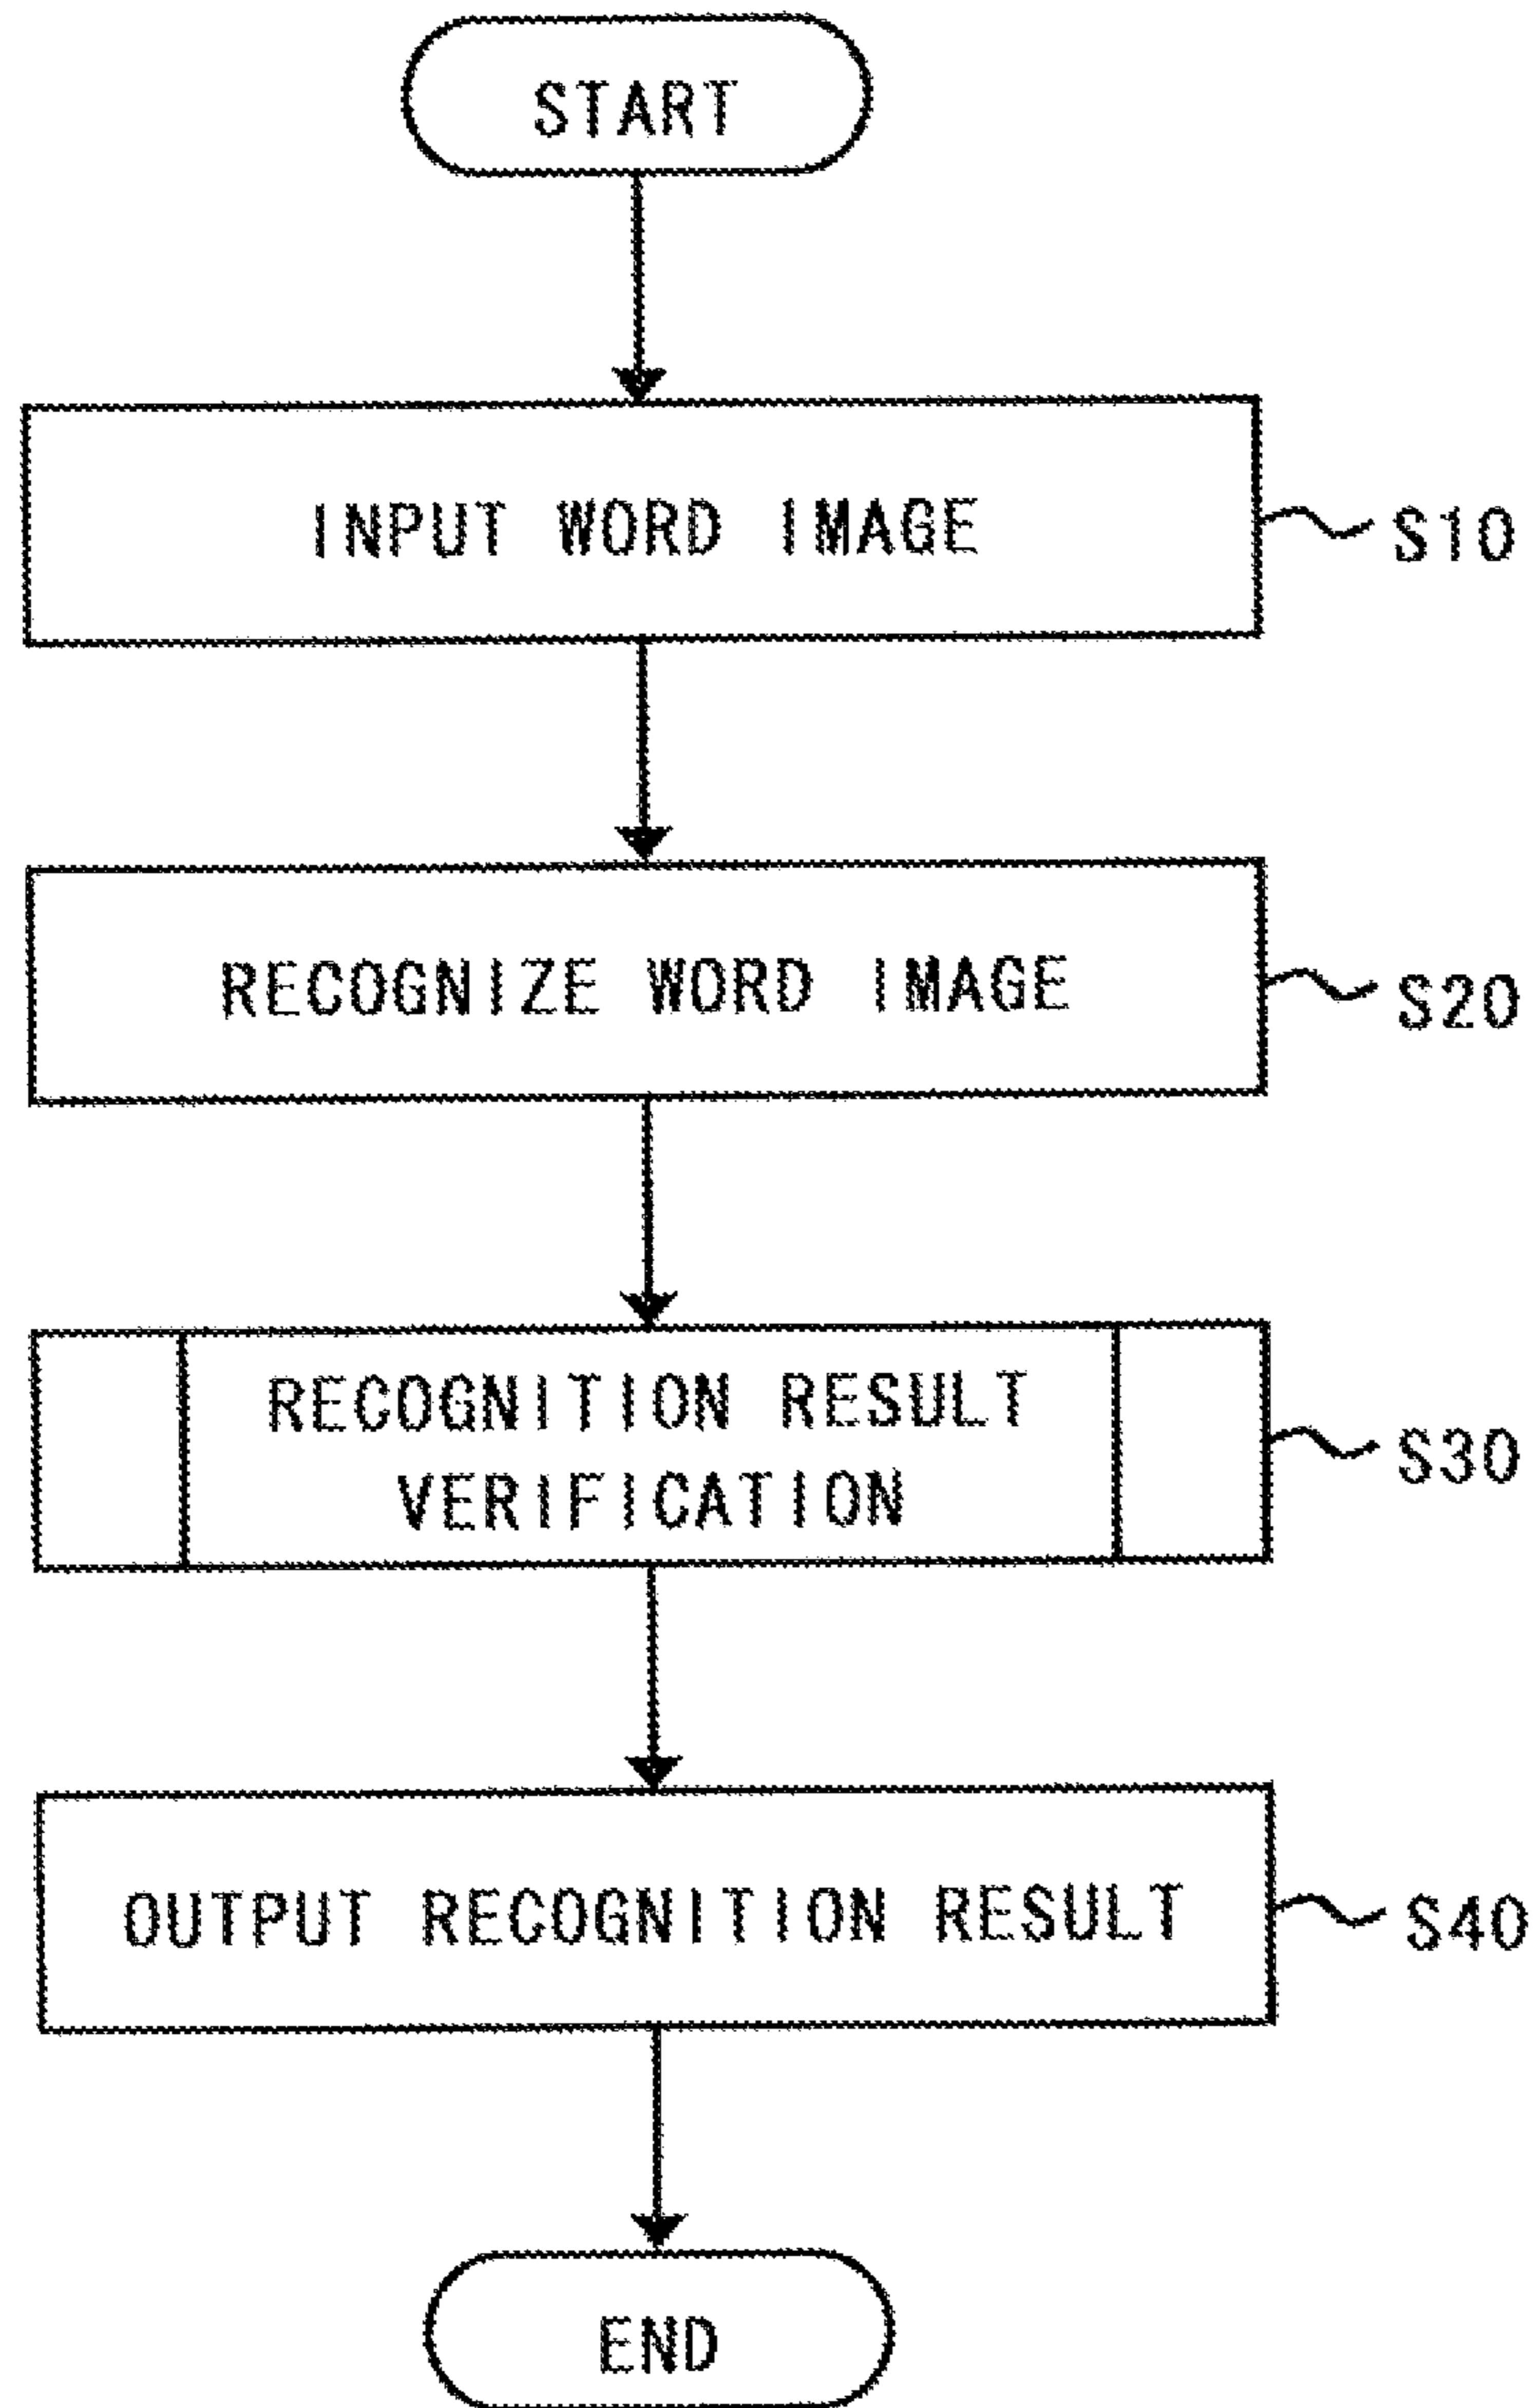 START
INPUT WORD IMAGE
S10
RECOGNIZE WORD IMAGE
S20
RECOGNITION RESULT
VERIFICATION
S30
OUTPUT RECOGNITION RESULT
S40
END